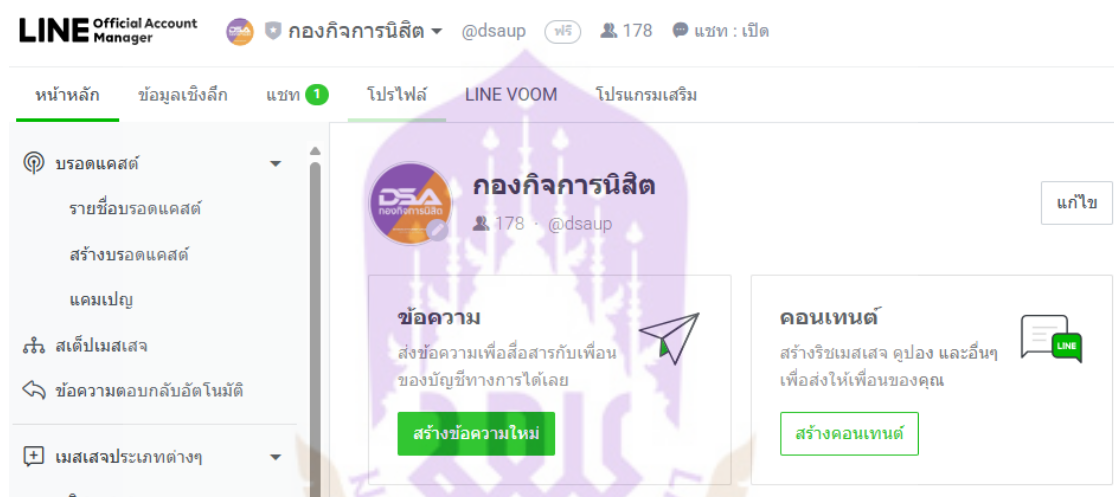 LINE Official Account Manager
กองกิจการนิสิต @dsaup ฟรี 178 แชท : เปิด
หน้าหลัก ข้อมูลเชิงลึก แชท 1 โปรไฟล์ LINE VOOM โปรแกรมเสริม
บรอดแคสต์
รายชื่อบรอดแคสต์
สร้างบรอดแคสต์
แคมเปญ
สเต็ปเมสเสจ
ข้อความตอบกลับอัตโนมัติ
เมสเสจประเภทต่างๆ
DSA
กองกิจการนิสิต
กองกิจการนิสิต
178 · @dsaup
แก้ไข
ข้อความ
ส่งข้อความเพื่อสื่อสารกับเพื่อน
ของบัญชีทางการได้เลย
สร้างข้อความใหม่
คอนเทนต์
สร้างริชเมสเสจ คูปอง และอื่นๆ
เพื่อส่งให้เพื่อนของคุณ
LINE
สร้างคอนเทนต์